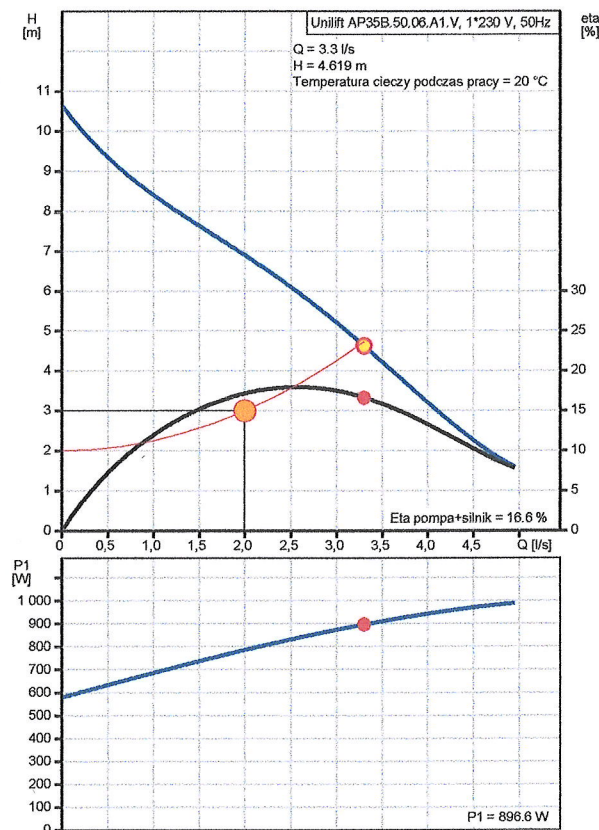 H
[m]
Unilift AP35B.50.06.A1.V, 1*230 V, 50Hz
eta
[%]
Q = 3.3 l/s
H = 4.619 m
Temperatura cieczy podczas pracy = 20 °C
11
10
9
8
7
6
5
4
3
2
1
0
30
25
20
15
10
5
0
Eta pompa+silnik = 16.6 %
0 0,5 1,0 1,5 2,0 2,5 3,0 3,5 4,0 4,5 Q [l/s]
P1
[W]
1 000
900
800
700
600
500
400
300
200
100
0
P1 = 896.6 W